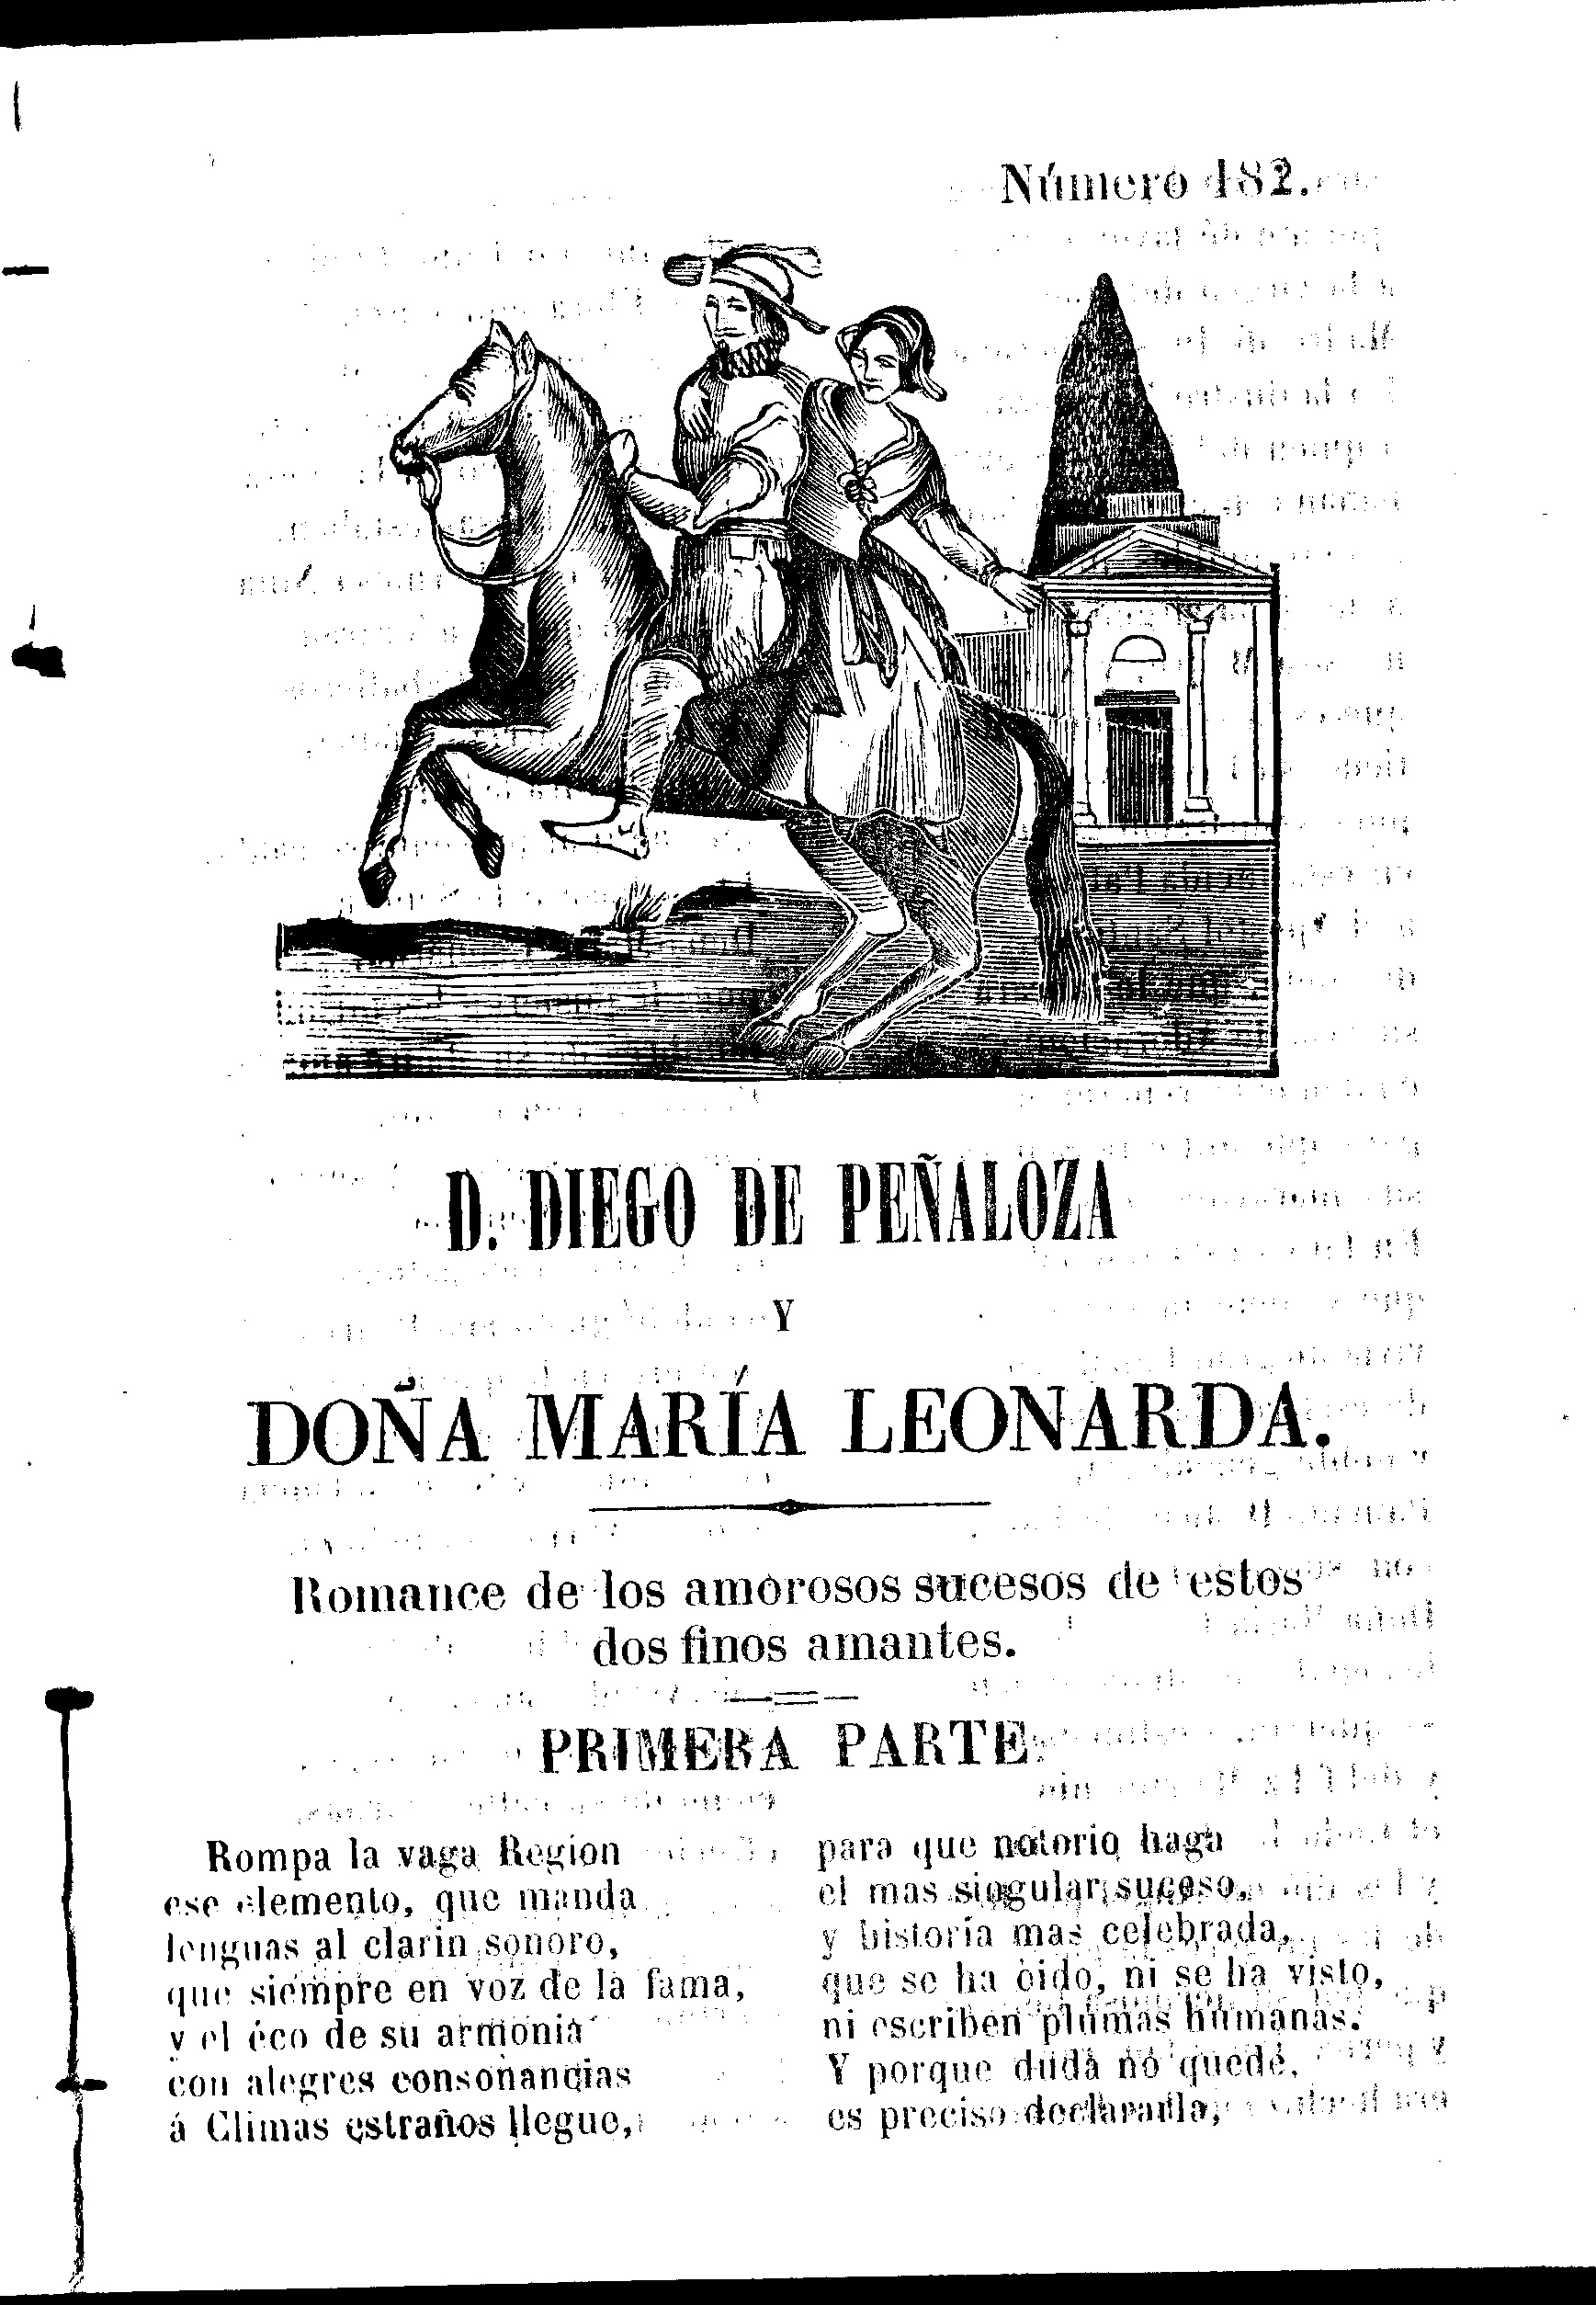 Número 182.
D. DIEGO DE PEÑALOZA
Y
DOÑA MARÍA LEONARDA.
Romance de los amorosos sucesos de estos
dos finos amantes.
PRIMERA PARTE
Rompa la vaga Region
ese elemento, que manda
lenguas al clarin sonoro,
que siempre en voz de la fama,
y el éco de su armonia
con alegres consonancias
á Climas estraños llegue,
para que notorio haga
el mas singular suceso,
y historia mas celebrada,
que se ha oido, ni se ha visto,
ni escriben plumas humanas.
Y porque duda no quede,
es preciso declararla,